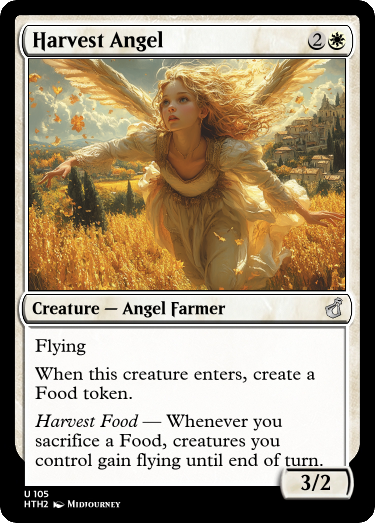 Harvest Angel 2
Creature — Angel Farmer
Flying
When this creature enters, create a
Food token.
Harvest Food — Whenever you
sacrifice a Food, creatures you
control gain flying until end of turn.
3/2
U 105
HTH2 Midjourney